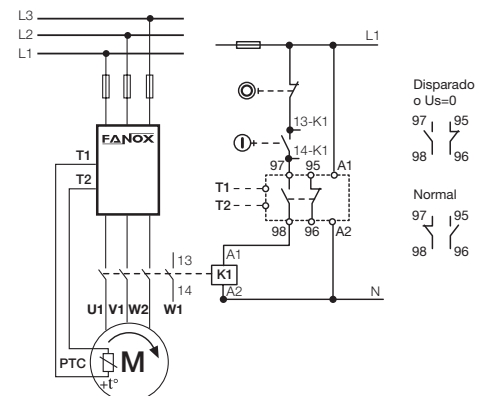 L3
L2
L1
L1
FANOX
T1
T2
13-K1
14-K1
97 95 A1
T1
T2
98 96 A2
13
14
A1
K1
A2
N
U1 V1 W2 W1
PTC
M
+t°
Disparado
o Us=0
97 95
98 96
Normal
97 95
98 96